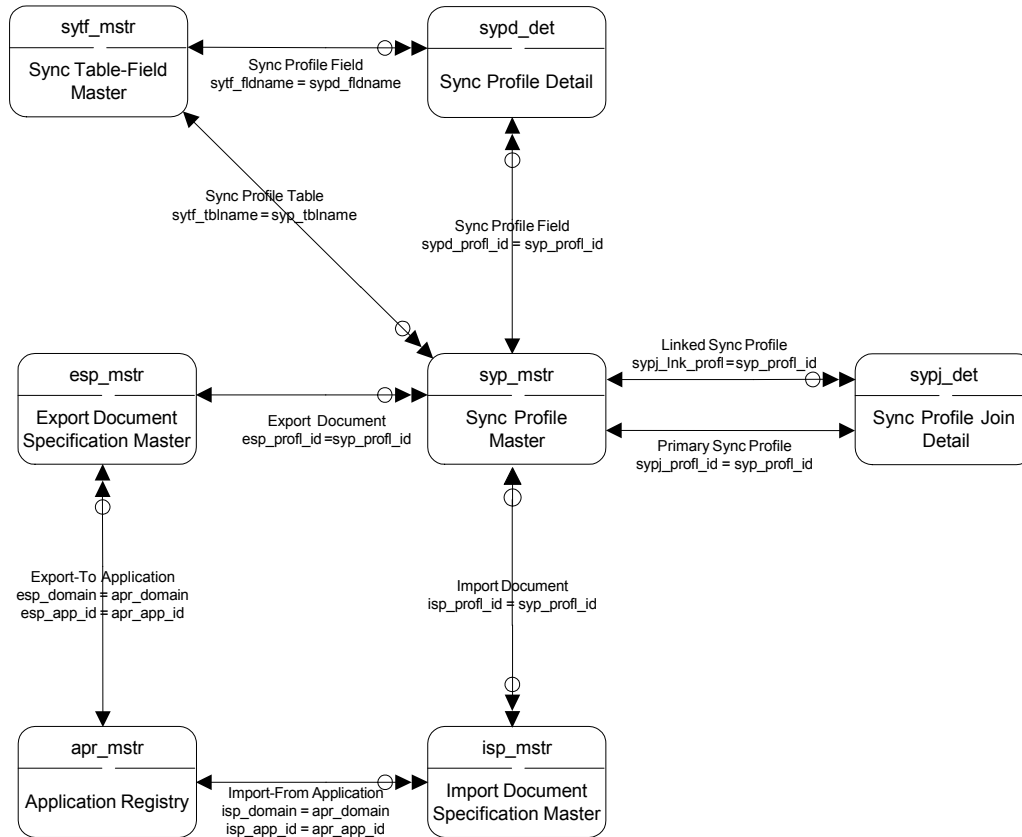 sytf_mstr
Sync Table-Field
Master
Sync Profile Field
sytf_fldname = sypd_fldname
sypd_det
Sync Profile Detail
Sync Profile Table
sytf_tblname = syp_tblname
Sync Profile Field
sypd_profl_id = syp_profl_id
esp_mstr
Export Document
Specification Master
Export Document
esp_profl_id =syp_profl_id
syp_mstr
Sync Profile
Master
Linked Sync Profile
sypj_lnk_profl=syp_profl_id
Primary Sync Profile
sypj_profl_id = syp_profl_id
sypj_det
Sync Profile Join
Detail
Export-To Application
esp_domain = apr_domain
esp_app_id = apr_app_id
Import Document
isp_profl_id = syp_profl_id
apr_mstr
Application Registry
Import-From Application
isp_domain = apr_domain
isp_app_id = apr_app_id
isp_mstr
Import Document
Specification Master